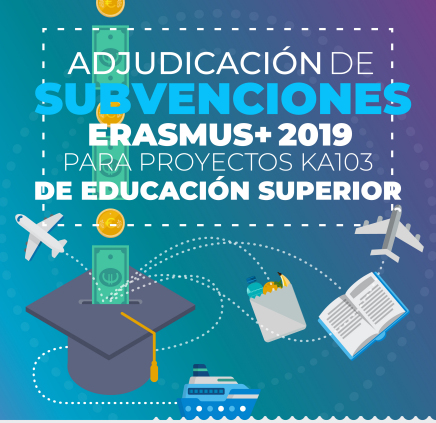 ADJUDICACIÓN DE
SUBVENCIONES
ERASMUS+ 2019
PARA PROYECTOS KA103
DE EDUCACIÓN SUPERIOR